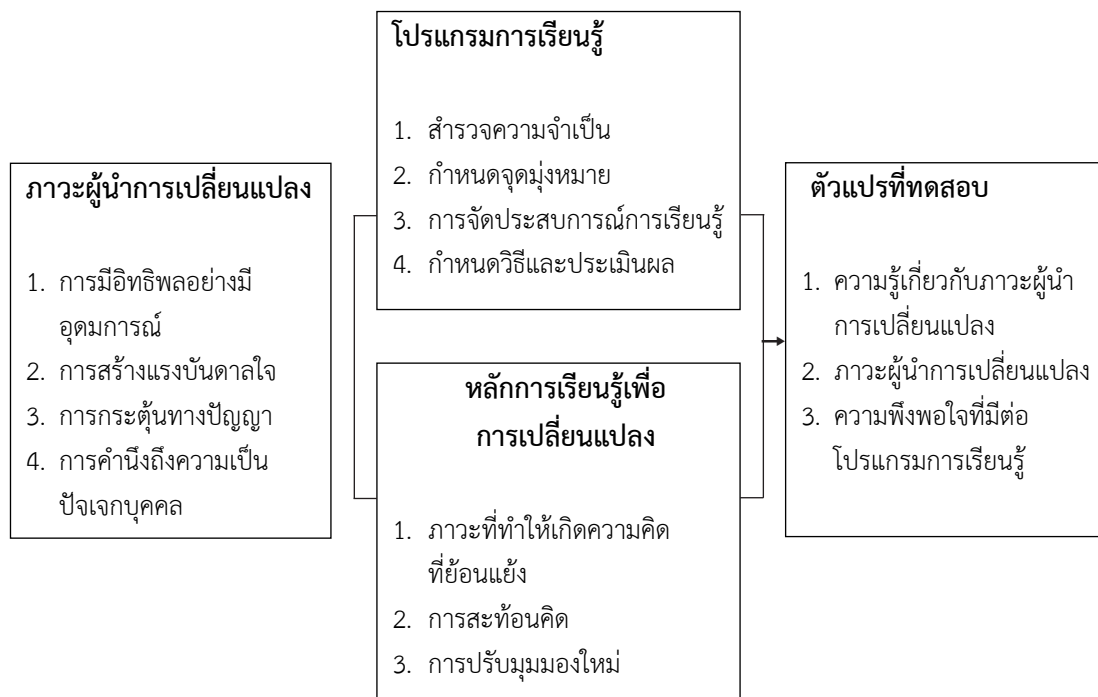 โปรแกรมการเรียนรู้
1. สำรวจความจำเป็น
2. กำหนดจุดมุ่งหมาย
3. การจัดประสบการณ์การเรียนรู้
4. กำหนดวิธีและประเมินผล
ภาวะผู้นำการเปลี่ยนแปลง
1. การมีอิทธิพลอย่างมี
อุดมการณ์
2. การสร้างแรงบันดาลใจ
3. การกระตุ้นทางปัญญา
4. การคำนึงถึงความเป็น
ปัจเจกบุคคล
หลักการเรียนรู้เพื่อ
การเปลี่ยนแปลง
1. ภาวะที่ทำให้เกิดความคิด
ที่ย้อนแย้ง
2. การสะท้อนคิด
3. การปรับมุมมองใหม่
ตัวแปรที่ทดสอบ
1. ความรู้เกี่ยวกับภาวะผู้นำ
การเปลี่ยนแปลง
2. ภาวะผู้นำการเปลี่ยนแปลง
3. ความพึงพอใจที่มีต่อ
โปรแกรมการเรียนรู้